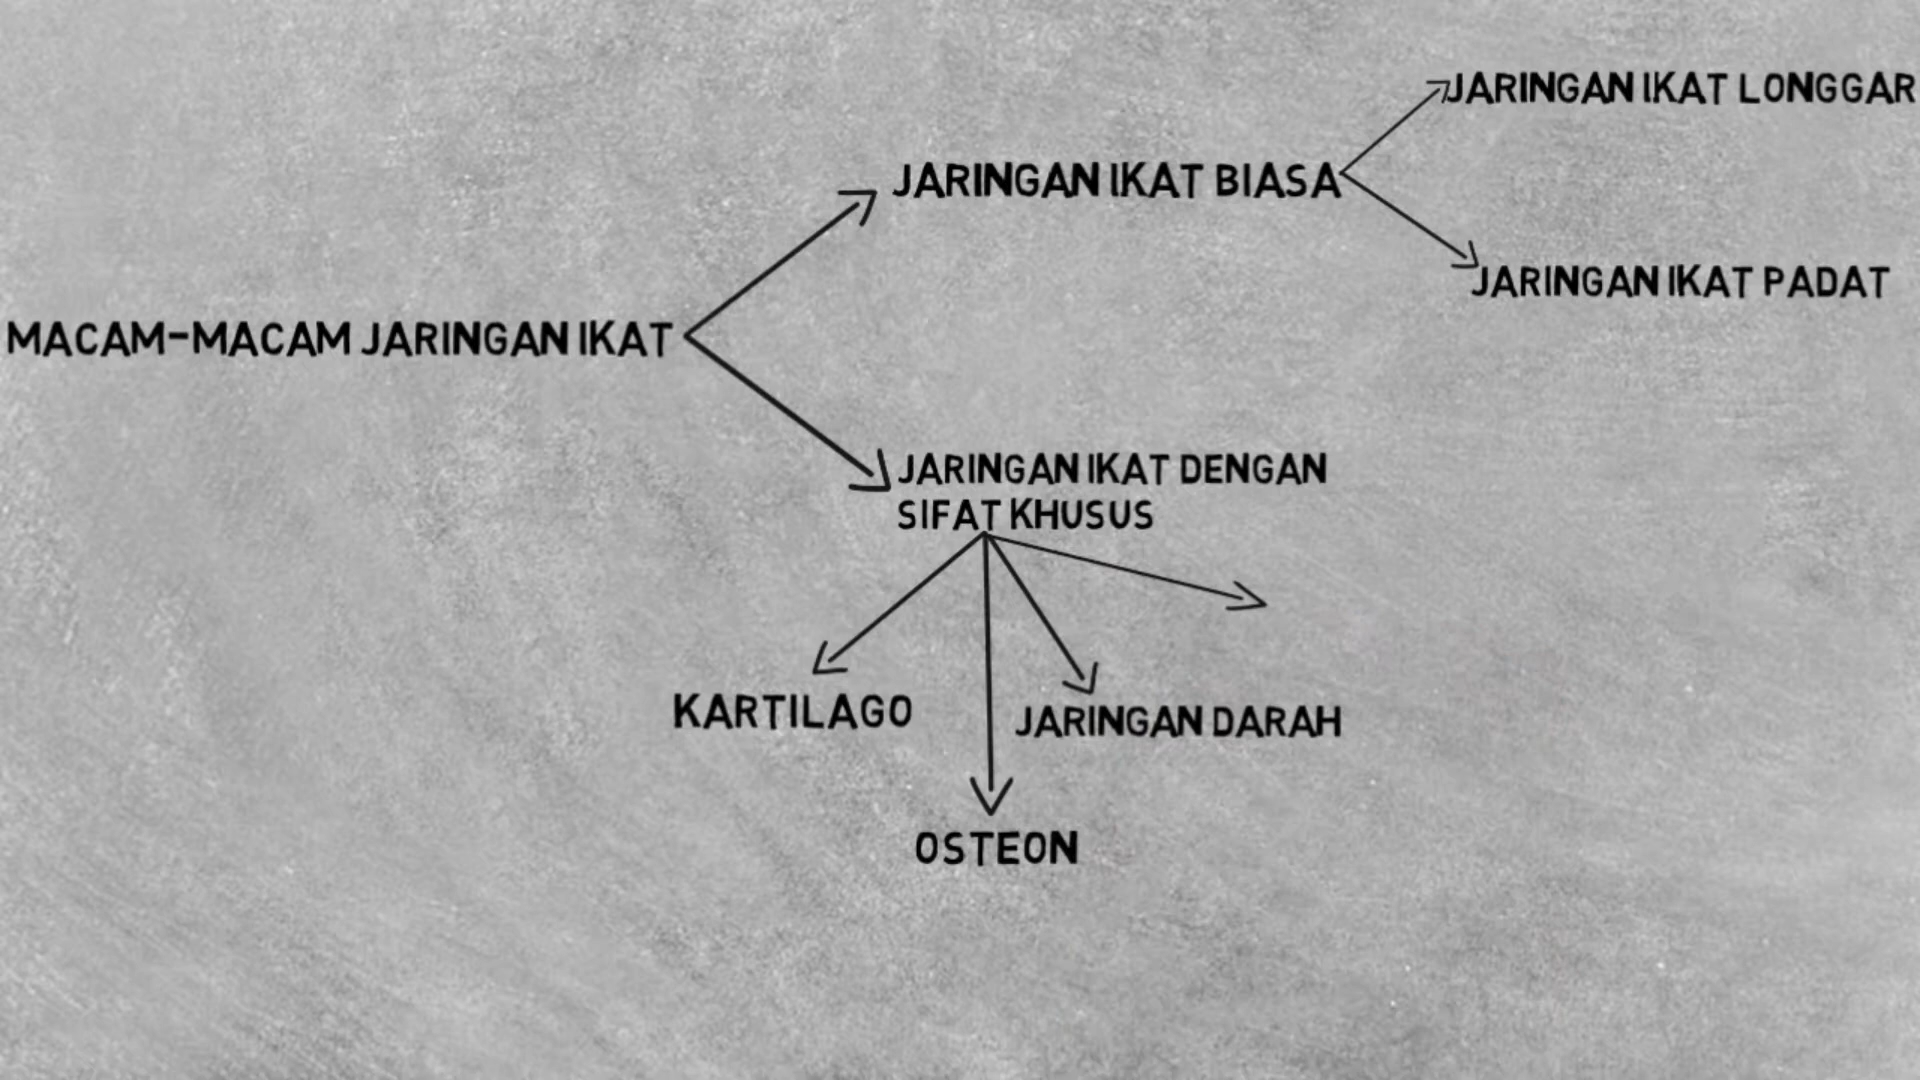 JARINGAN IKAT LONGGAR
JARINGAN IKAT BIASA
JARINGAN IKAT PADAT
MACAM-MACAM JARINGAN IKAT
JARINGAN IKAT DENGAN
SIFAT KHUSUS
KARTILAGO
JARINGAN DARAH
OSTEON